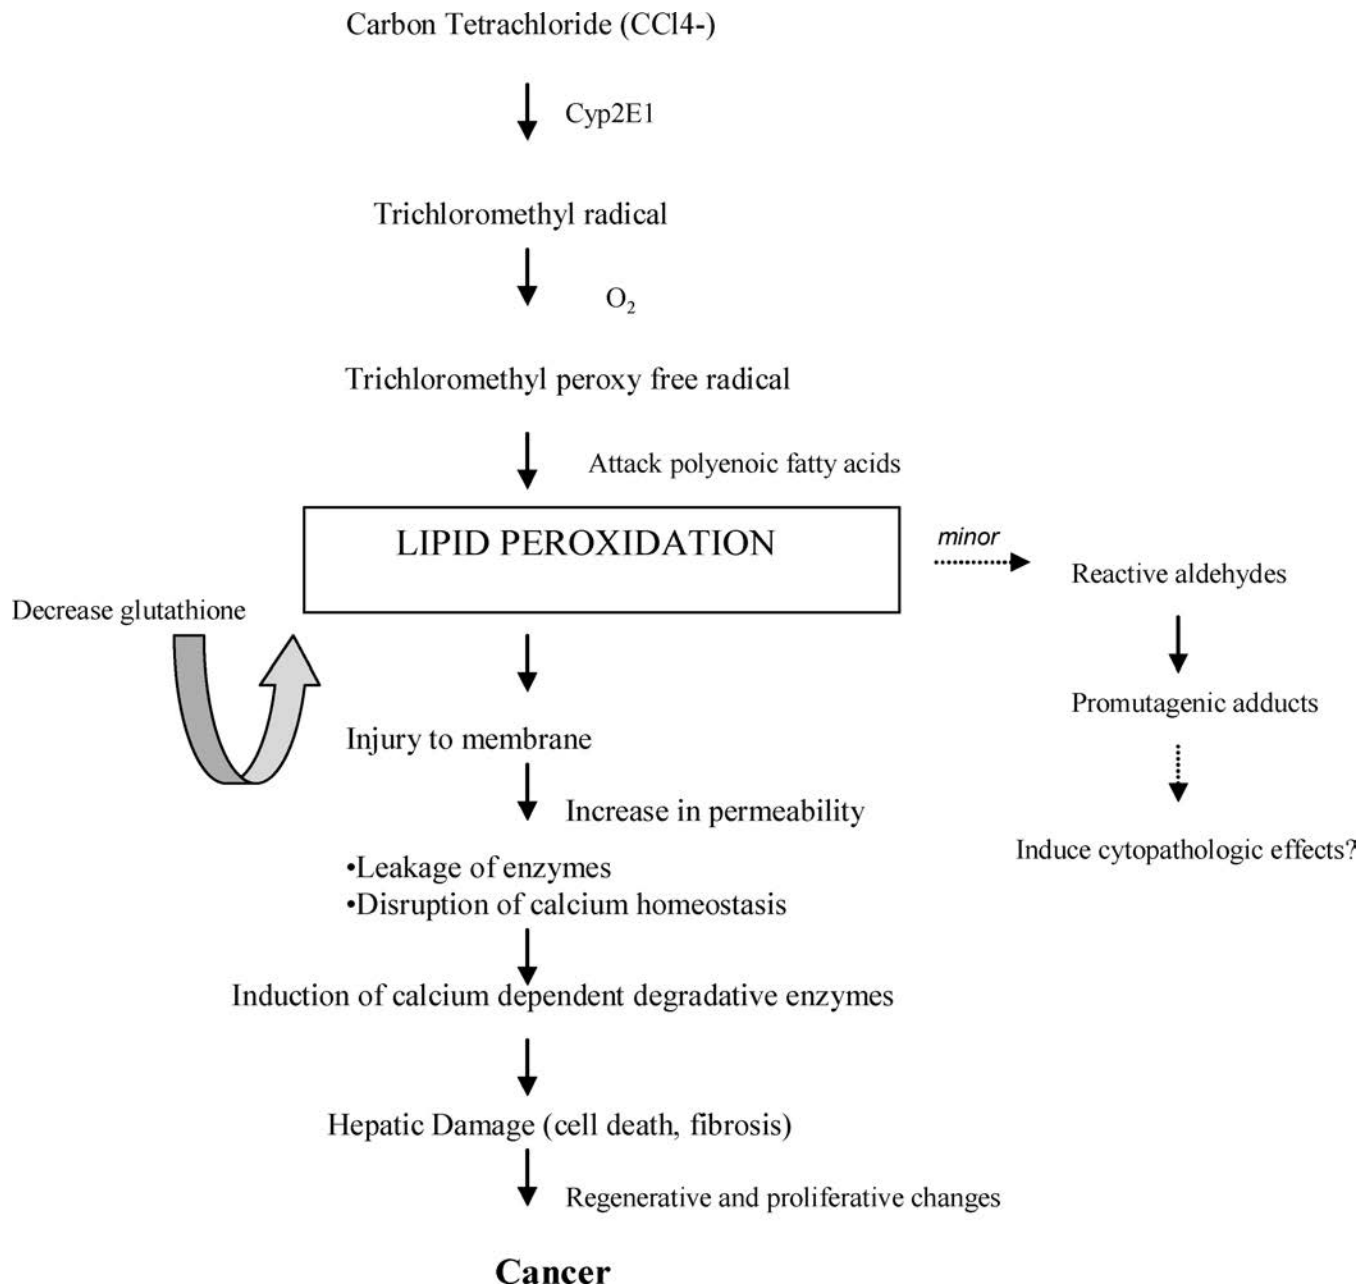 Carbon Tetrachloride (CCl4-)
Cyp2E1
Trichloromethyl radical
O₂
Trichloromethyl peroxy free radical
Attack polyenoic fatty acids
LIPID PEROXIDATION
minor
Reactive aldehydes
Decrease glutathione
Promutagenic adducts
Injury to membrane
Increase in permeability
Induce cytopathologic effects?
•Leakage of enzymes
•Disruption of calcium homeostasis
Induction of calcium dependent degradative enzymes
Hepatic Damage (cell death, fibrosis)
Regenerative and proliferative changes
Cancer